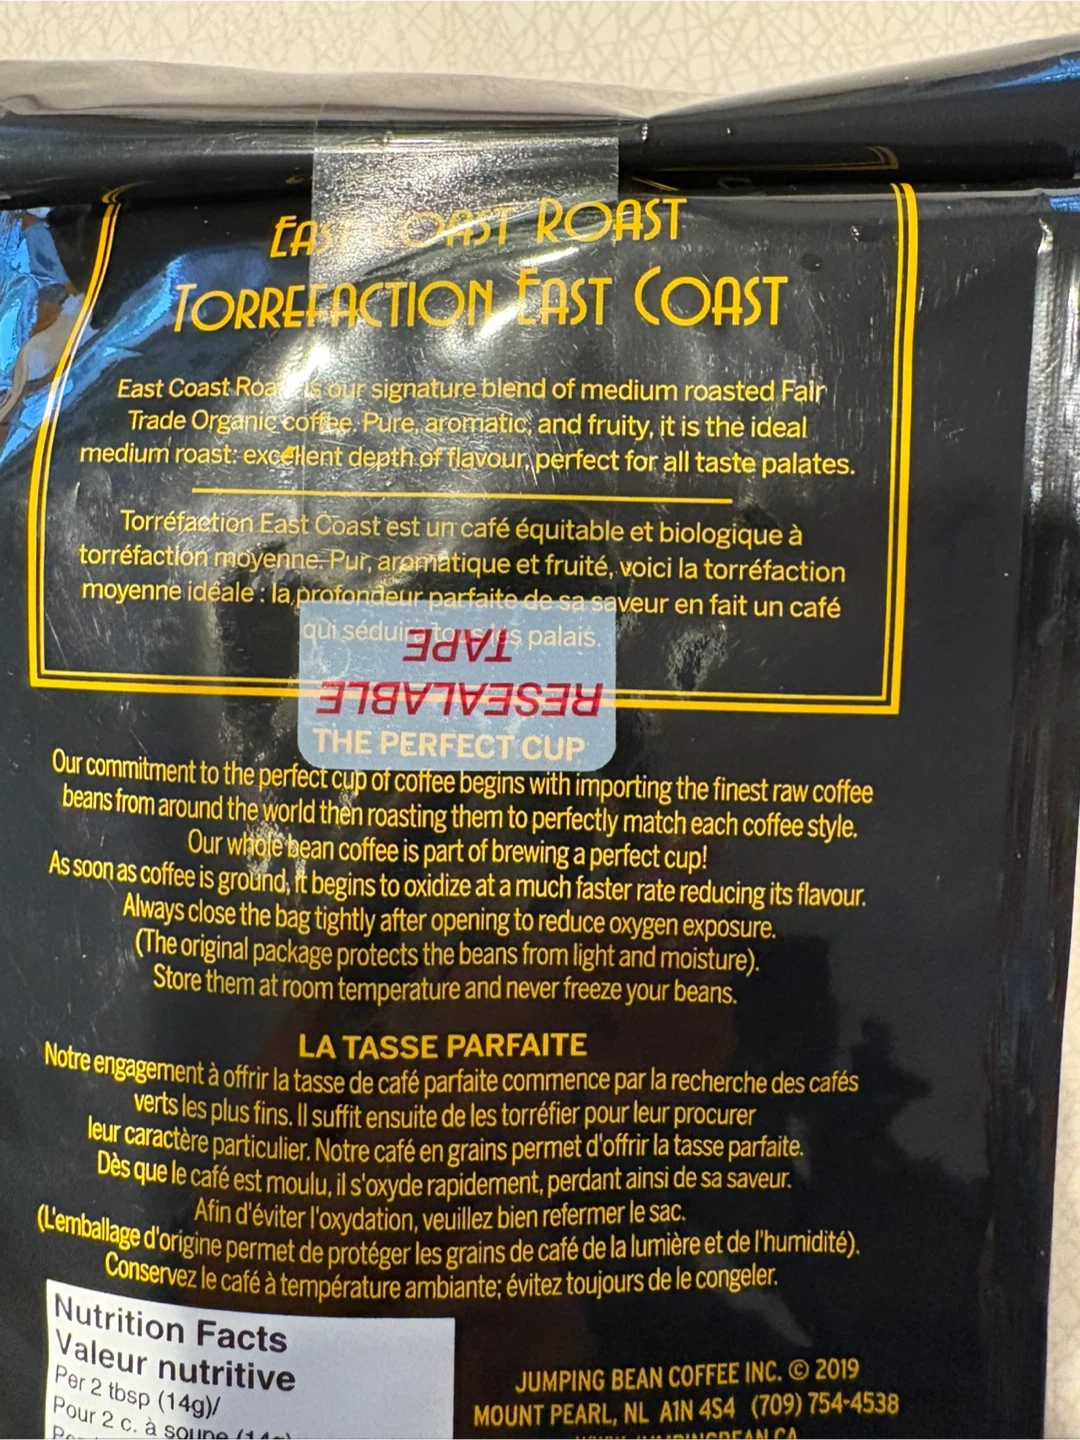 EAST COAST ROAST
TORREFACTION EAST COAST
East Coast Roast is our signature blend of medium roasted Fair
Trade Organic coffee. Pure, aromatic, and fruity, it is the ideal
medium roast: excellent depth of flavour, perfect for all taste palates.
Torréfaction East Coast est un café équitable et biologique à
torréfaction moyenne. Pur, aromatique et fruité, voici la torréfaction
moyenne idéale : la profondeur parfaite de sa saveur en fait un café
qui séduira tous les palais.
RESEALABLE
TAPE
THE PERFECT CUP
Our commitment to the perfect cup of coffee begins with importing the finest raw coffee
beans from around the world then roasting them to perfectly match each coffee style.
Our whole bean coffee is part of brewing a perfect cup!
As soon as coffee is ground, it begins to oxidize at a much faster rate reducing its flavour.
Always close the bag tightly after opening to reduce oxygen exposure.
(The original package protects the beans from light and moisture).
Store them at room temperature and never freeze your beans.
LA TASSE PARFAITE
Notre engagement à offrir la tasse de café parfaite commence par la recherche des cafés
verts les plus fins. Il suffit ensuite de les torréfier pour leur procurer
leur caractère particulier. Notre café en grains permet d'offrir la tasse parfaite.
Dès que le café est moulu, il s'oxyde rapidement, perdant ainsi de sa saveur.
Afin d'éviter l'oxydation, veuillez bien refermer le sac.
(L'emballage d'origine permet de protéger les grains de café de la lumière et de l'humidité).
Conservez le café à température ambiante; évitez toujours de le congeler.
Nutrition Facts
Valeur nutritive
Per 2 tbsp (14g)/
Pour 2 c. à soupe (14g)
JUMPING BEAN COFFEE INC. © 2019
MOUNT PEARL, NL A1N 4S4 (709) 754-4538